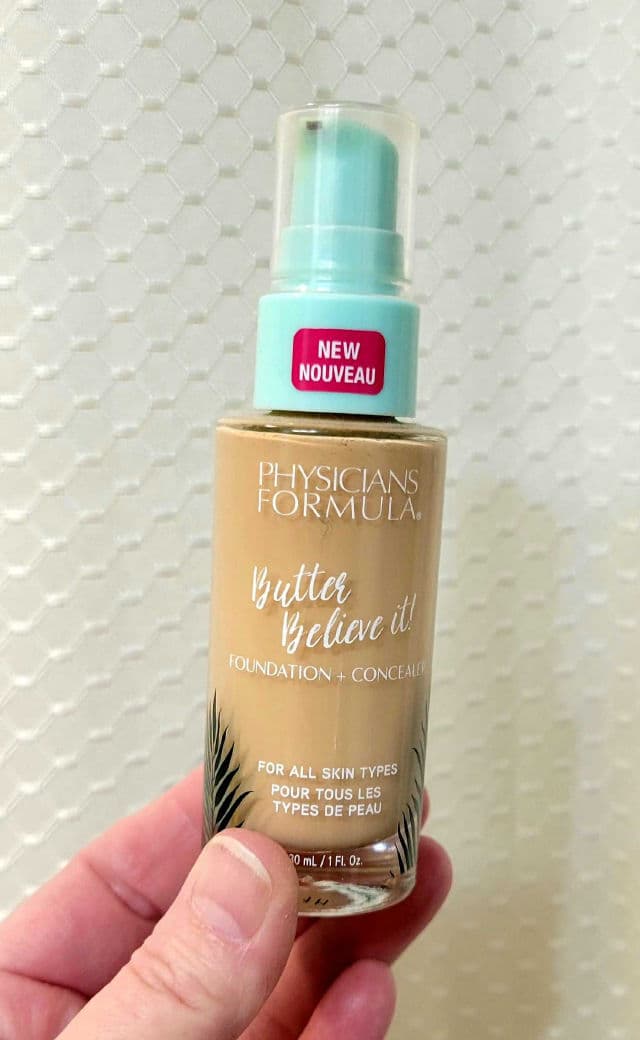 NEW
NOUVEAU
PHYSICIANS
FORMULA®
Butter
Believe it!
FOUNDATION + CONCEALER
FOR ALL SKIN TYPES
POUR TOUS LES
TYPES DE PEAU
mL / 1 Fl. Oz.